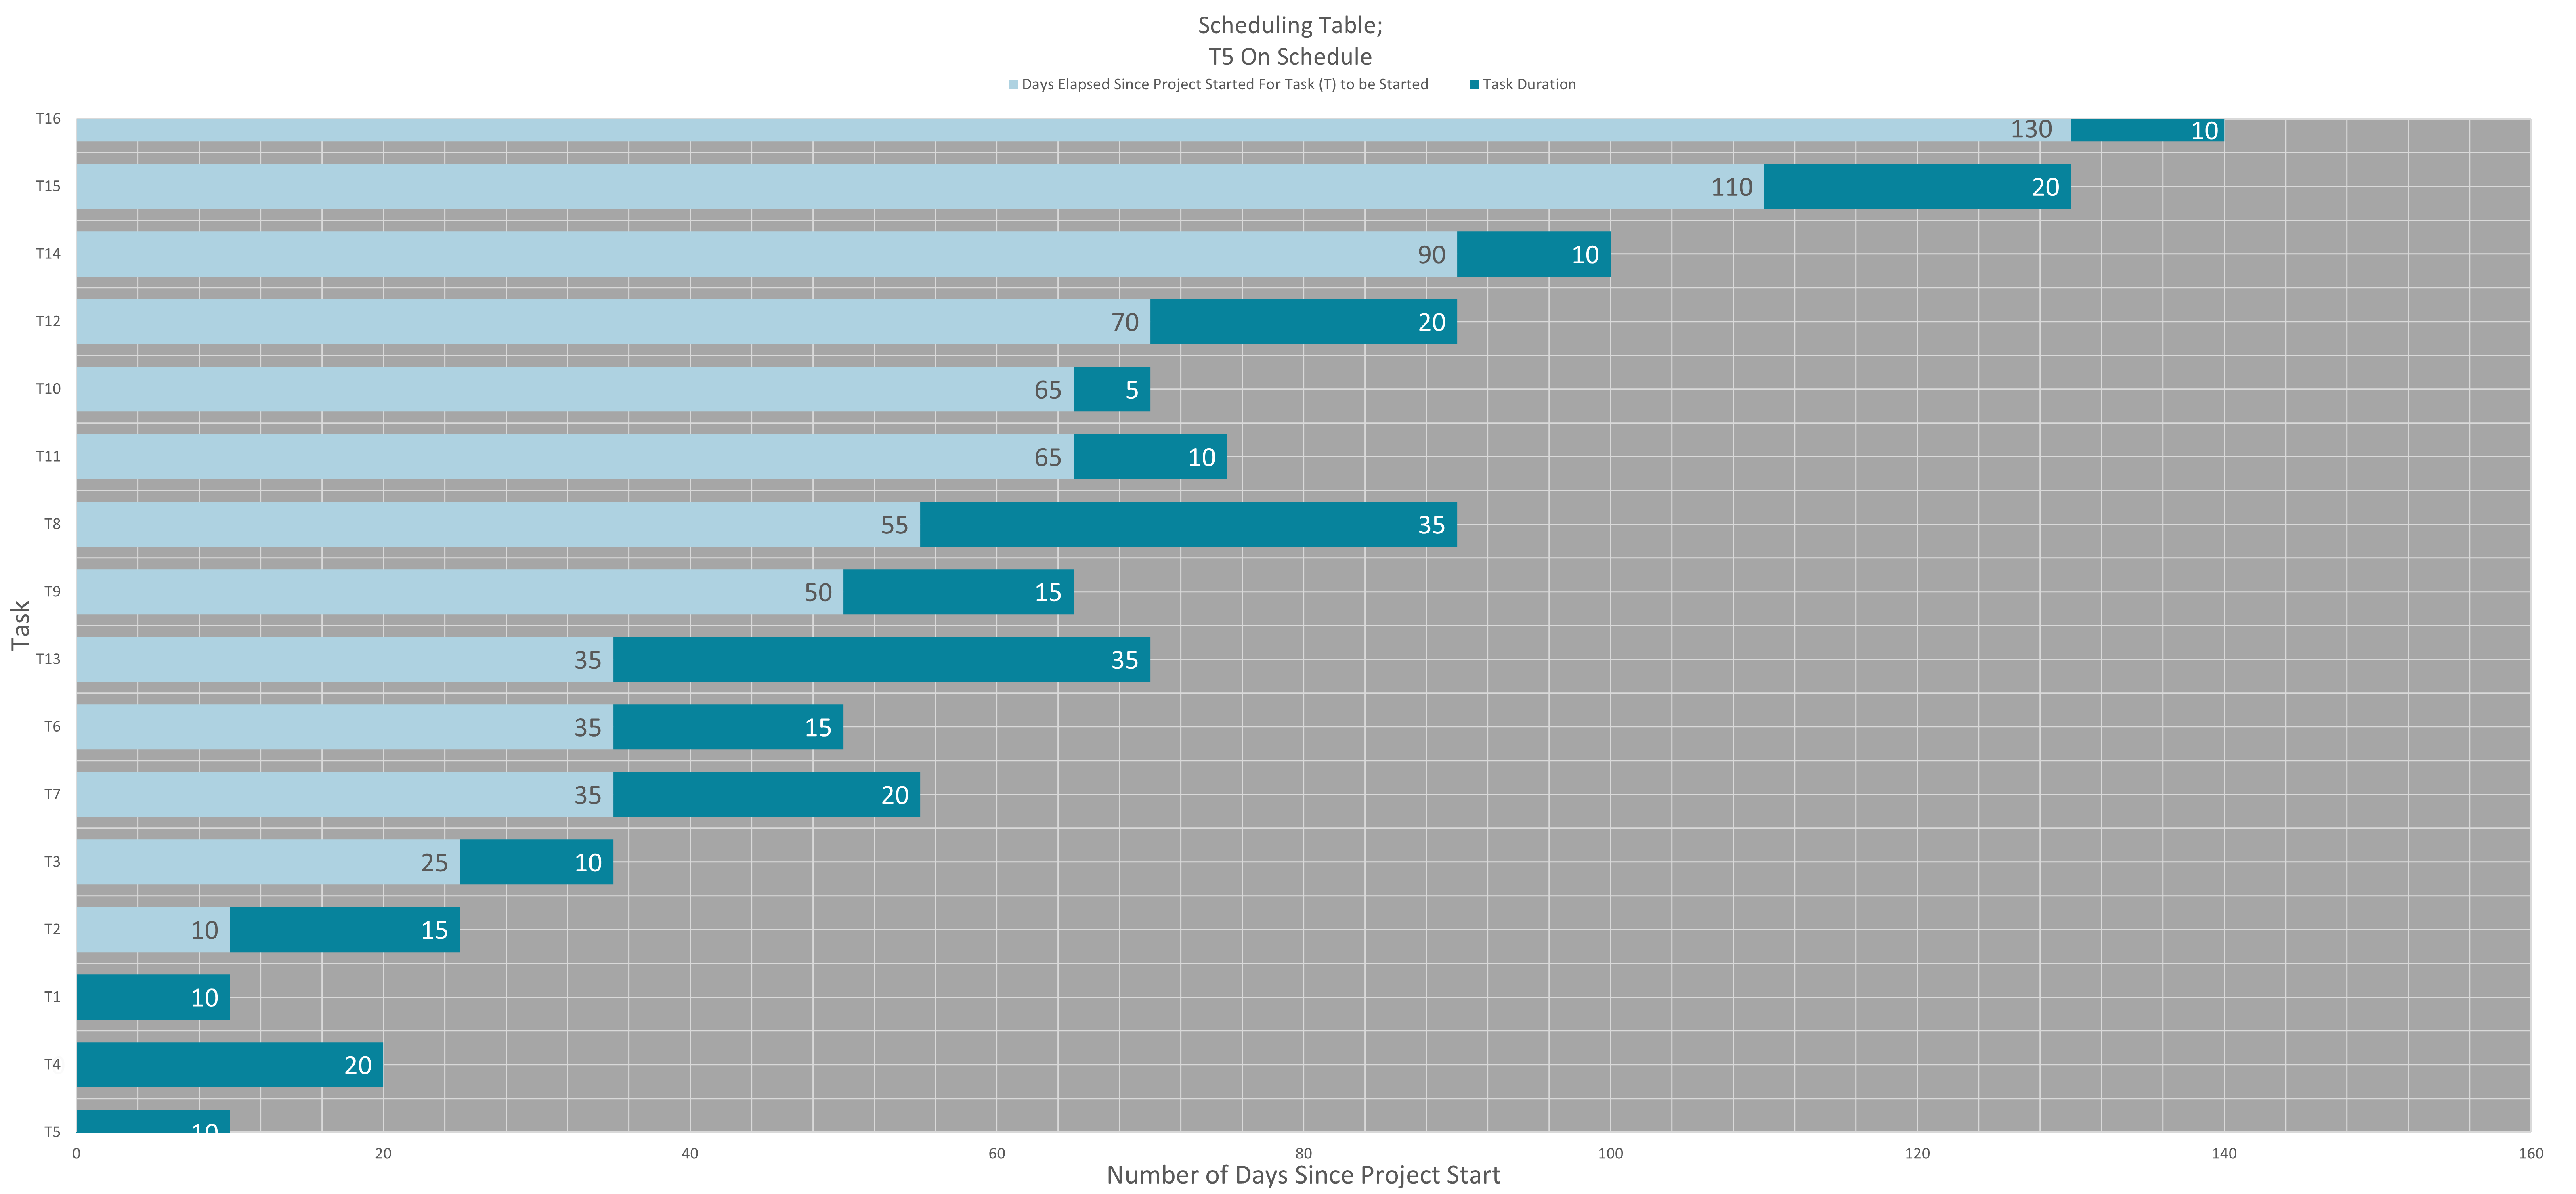 Scheduling Table;
T5 On Schedule
Days Elapsed Since Project Started For Task (T) to be Started Task Duration
T16 130 10
T15 110 20
T14 90 10
T12 70 20
T10 65 5
T11 65 10
T8 55 35
T9 50 15
Task
T13 35 35
T6 35 15
T7 35 20
T3 25 10
T2 10 15
T1 10
T4 20
T5 10
0 20 40 60 80 100 120 140 160
Number of Days Since Project Start